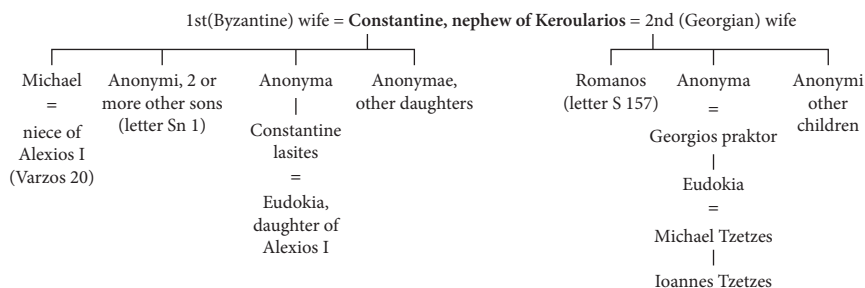 1st(Byzantine) wife = Constantine, nephew of Keroularios = 2nd (Georgian) wife
Michael
=
niece of
Alexios I
(Varzos 20)
Anonymi, 2 or
more other sons
(letter Sn 1)
Anonyma
Constantine
Iasites
=
Eudokia,
daughter of
Alexios I
Anonymae,
other daughters
Romanos
(letter S 157)
Anonyma
=
Georgios praktor
Eudokia
=
Michael Tzetzes
Ioannes Tzetzes
Anonymi
other
children